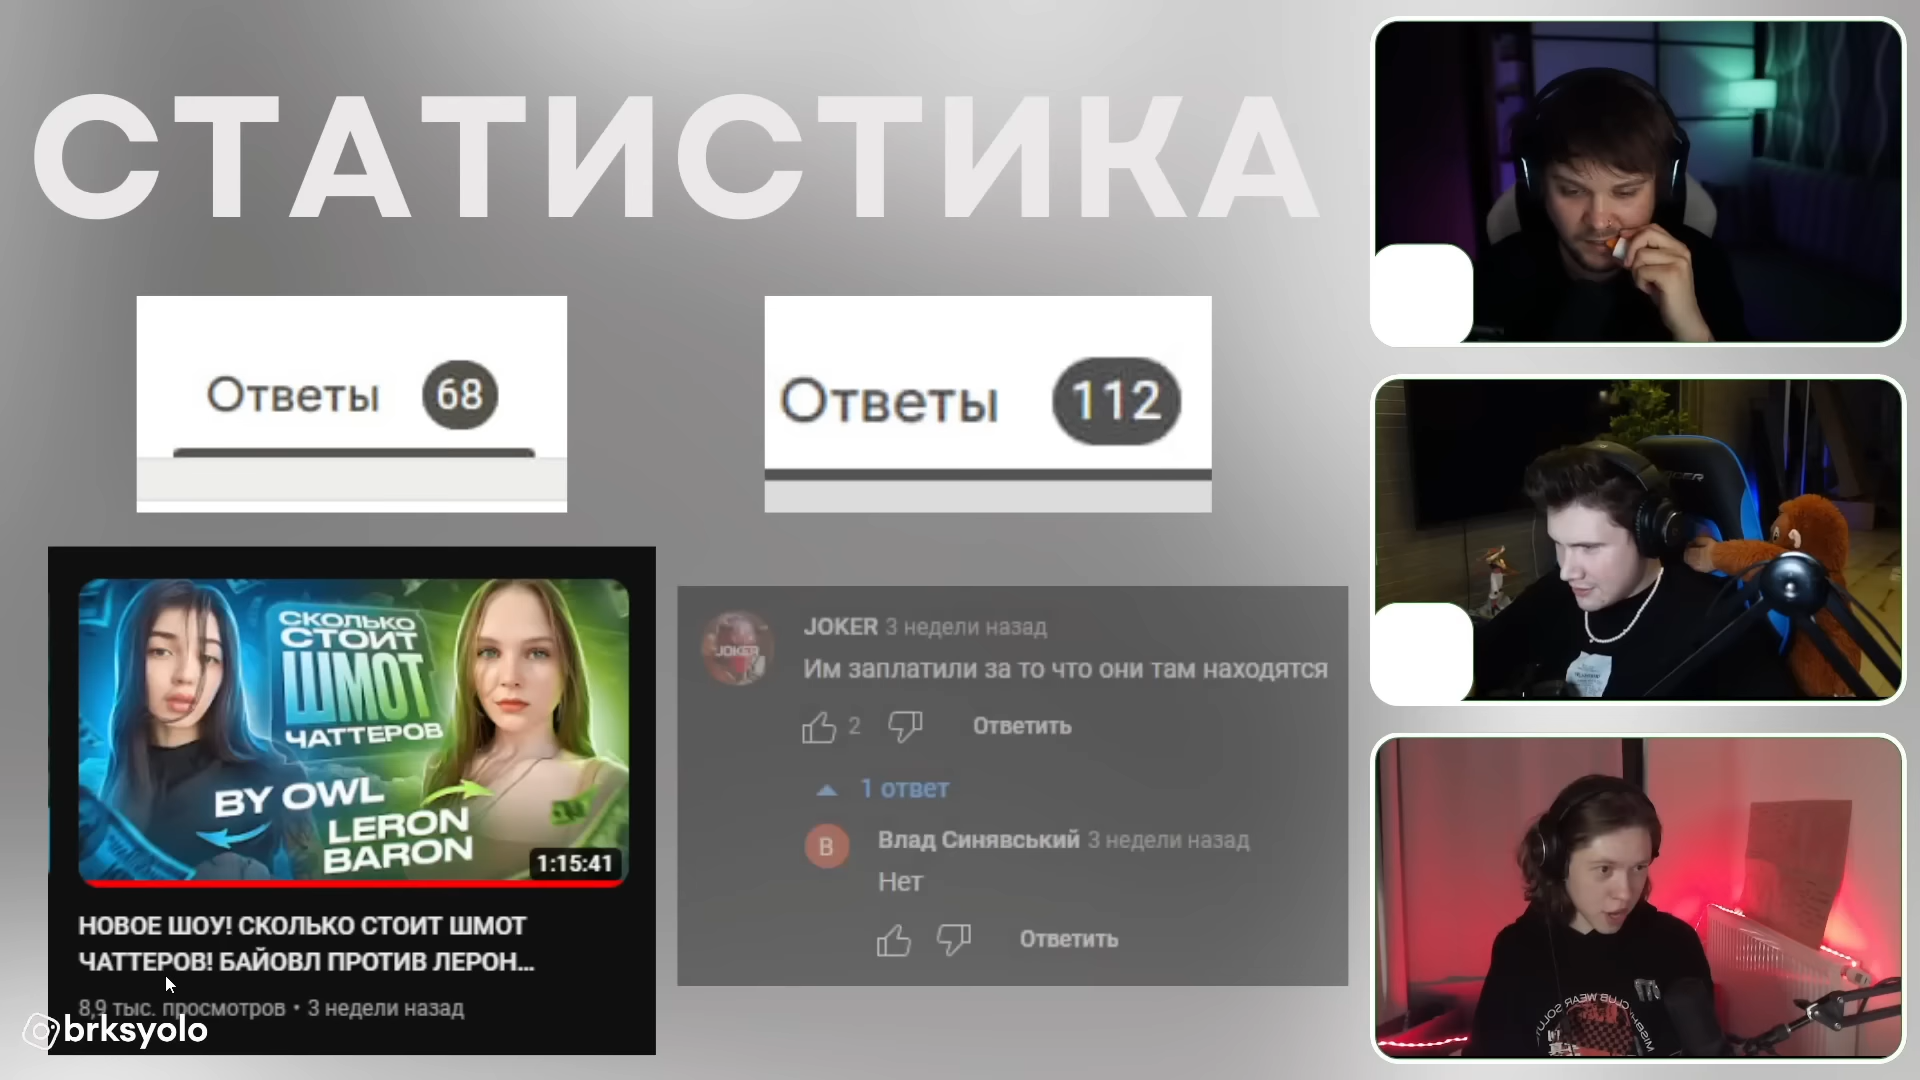 СТАТИСТИКА
Ответы 68
Ответы 112
СКОЛЬКО
СТОИТ
ШМОТ
ЧАТТЕРОВ
BY OWL
LERON
BARON
1:15:41
НОВОЕ ШОУ! СКОЛЬКО СТОИТ ШМОТ
ЧАТТЕРОВ! БАЙОВЛ ПРОТИВ ЛЕРОН...
8,9 тыс. просмотров • 3 недели назад
brksyolo
JOKER
JOKER 3 недели назад
Им заплатили за то что они там находятся
2 Ответить
1 ответ
В
Влад Синявський 3 недели назад
Нет
Ответить